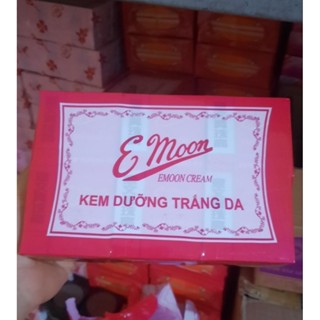 E Moon
EMOON CREAM
KEM DƯỠNG TRẮNG DA